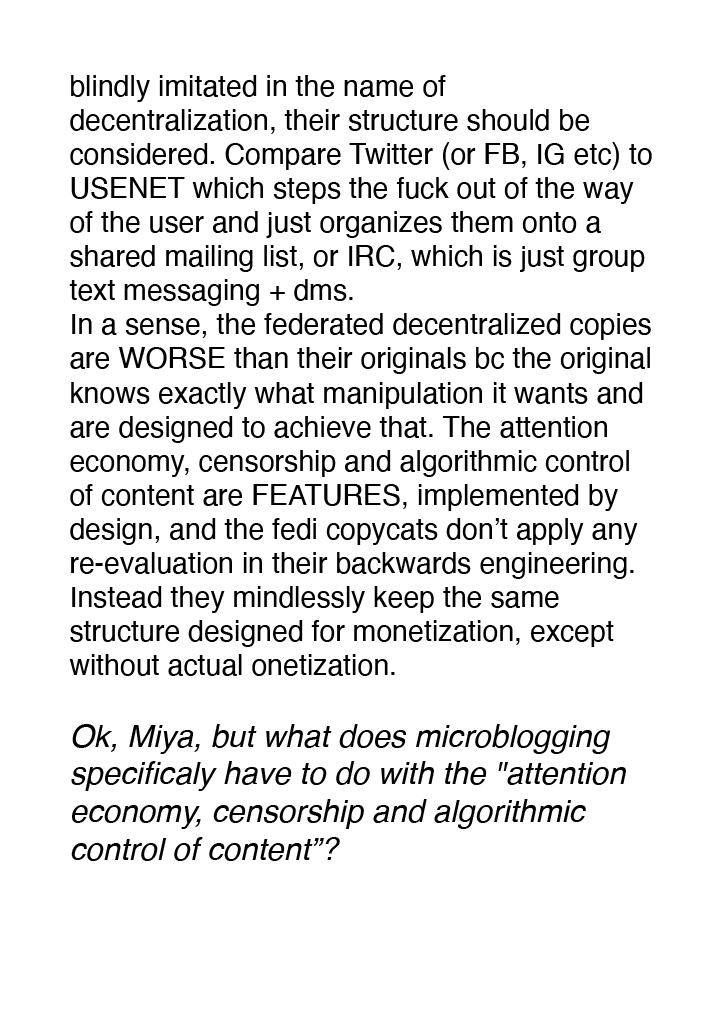 blindly imitated in the name of
decentralization, their structure should be
considered. Compare Twitter (or FB, IG etc) to
USENET which steps the fuck out of the way
of the user and just organizes them onto a
shared mailing list, or IRC, which is just group
text messaging + dms.
In a sense, the federated decentralized copies
are WORSE than their originals bc the original
knows exactly what manipulation it wants and
are designed to achieve that. The attention
economy, censorship and algorithmic control
of content are FEATURES, implemented by
design, and the fedi copycats don’t apply any
re-evaluation in their backwards engineering.
Instead they mindlessly keep the same
structure designed for monetization, except
without actual onetization.
Ok, Miya, but what does microblogging
specificaly have to do with the "attention
economy, censorship and algorithmic
control of content”?